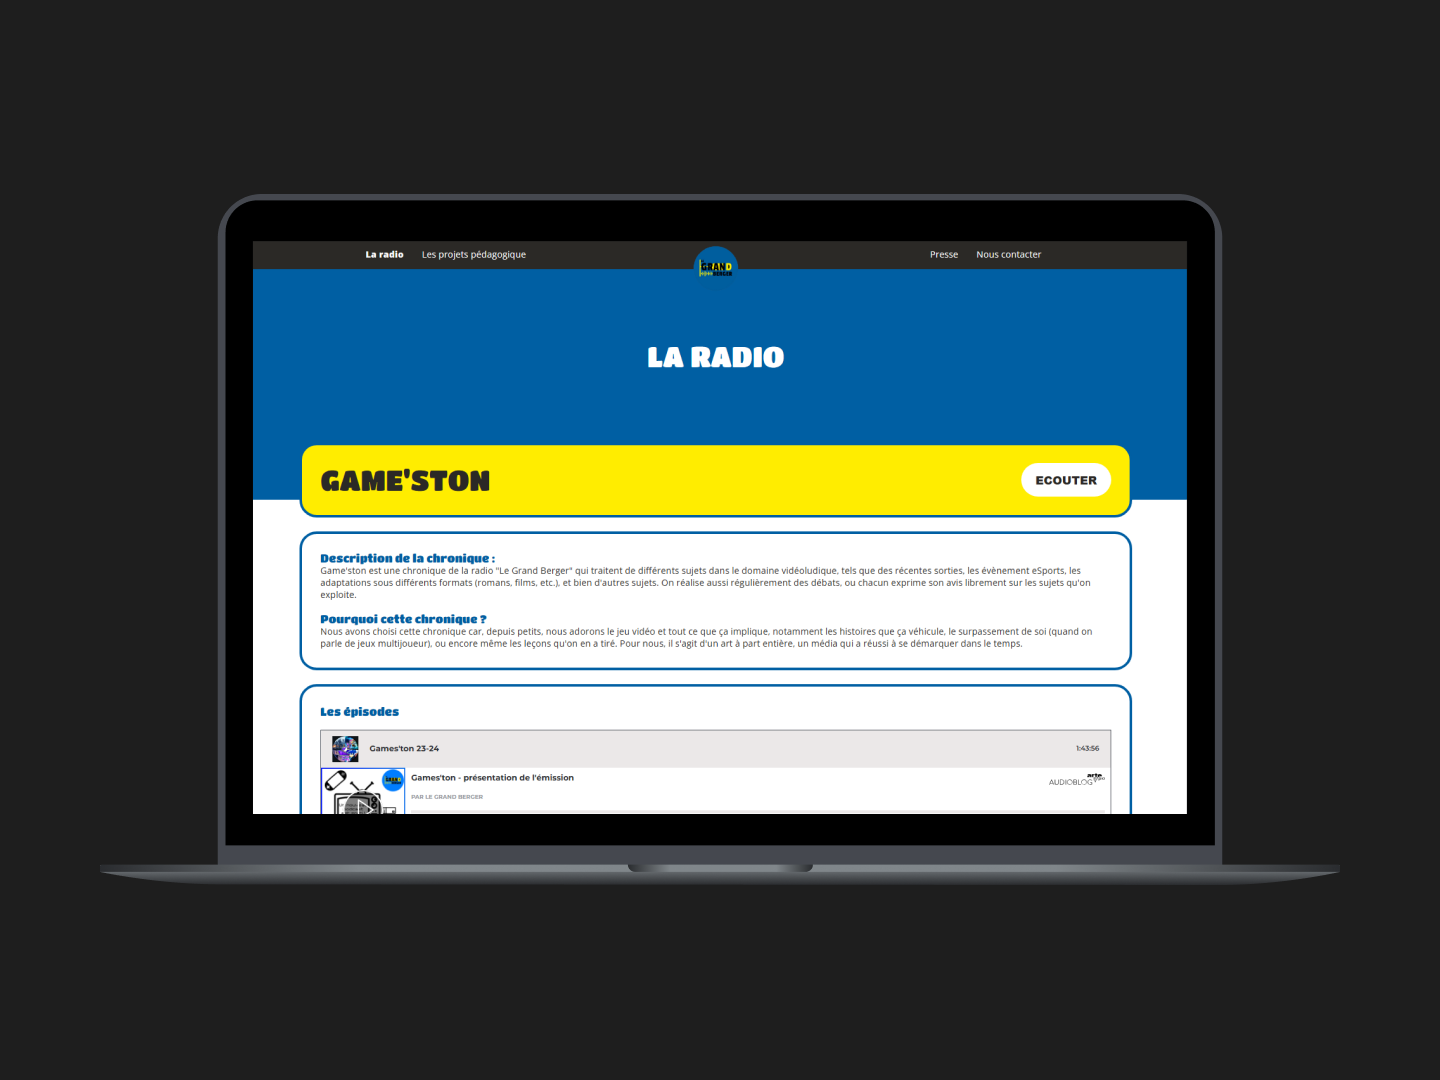 La radio
Les projets pédagogique
GRAND
BERGER
Presse
Nous contacter
LA RADIO
GAME'STON
ECOUTER
Description de la chronique :
Game'ston est une chronique de la radio "Le Grand Berger" qui traitent de différents sujets dans le domaine vidéoludique, tels que des récentes sorties, les évènement eSports, les
adaptations sous différents formats (romans, films, etc.), et bien d'autres sujets. On réalise aussi régulièrement des débats, ou chacun exprime son avis librement sur les sujets qu'on
exploite.
Pourquoi cette chronique ?
Nous avons choisi cette chronique car, depuis petits, nous adorons le jeu vidéo et tout ce que ça implique, notamment les histoires que ça véhicule, le surpassement de soi (quand on
parle de jeux multijoueur), ou encore même les leçons qu'on en a tiré. Pour nous, il s'agit d'un art à part entière, un média qui a réussi à se démarquer dans le temps.
Les épisodes
Games'ton 23-24
1:43:56
Games'ton - présentation de l'émission
arte
AUDIOBLOG
PAR LE GRAND BERGER